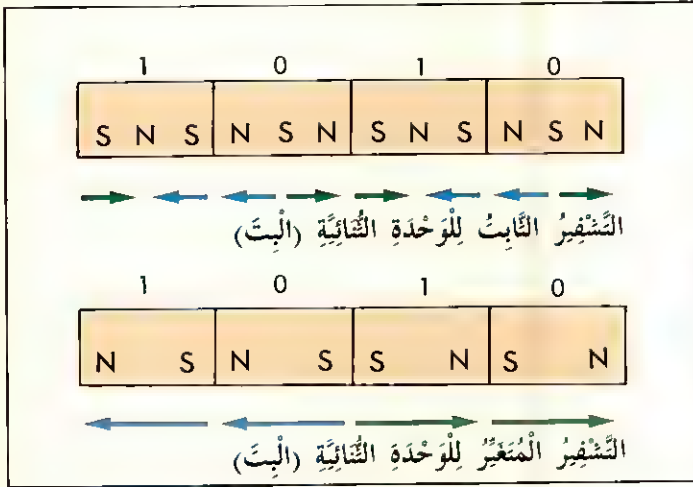 1 0 1 0
S N S N S N S N S N S N
التَّشْفِيرُ الثَّابِتُ لِلْوَحْدَةِ الثُّنَائِيَّةِ (الْبِتَ)
1 0 1 0
N S N S S N S N
التَّشْفِيرُ الْمُتَغَيِّرُ لِلْوَحْدَةِ الثُّنَائِيَّةِ (الْبِتَ)